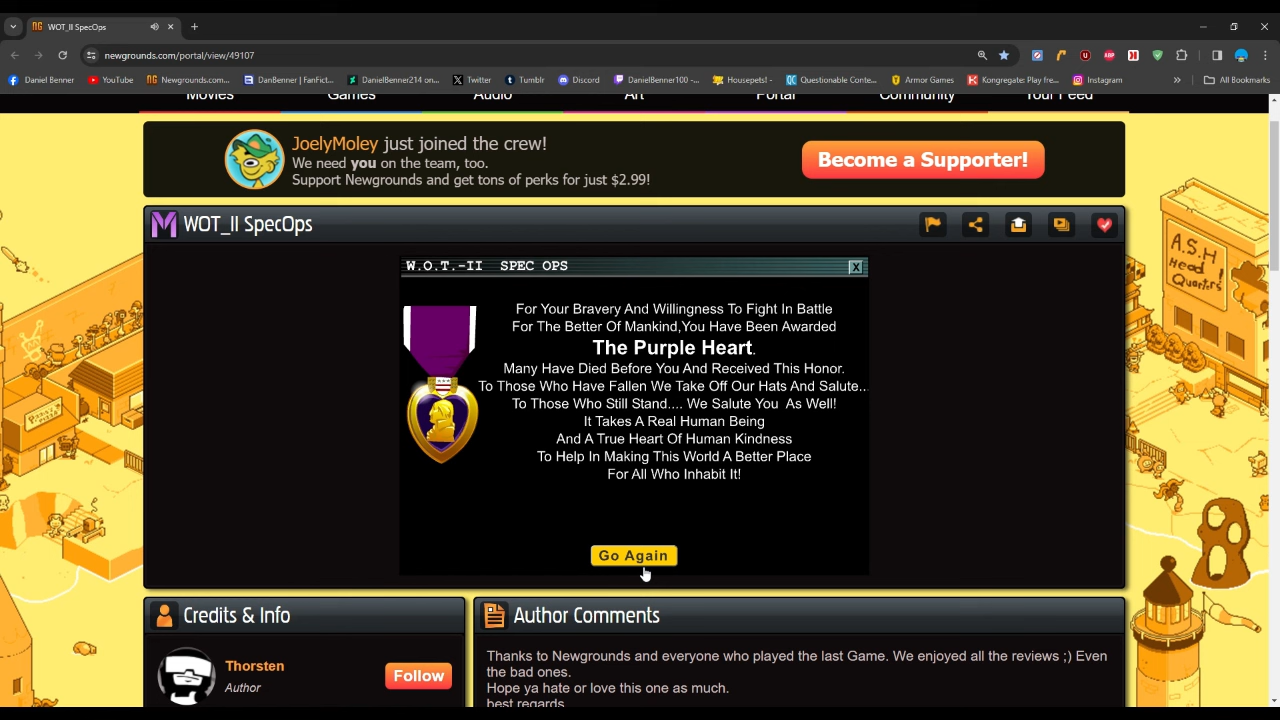 WOT_II SpecOps
newgrounds.com/portal/view/49107
Daniel Benner YouTube Newgrounds.com... DanBenner | FanFict... DanielBenner214 on... Twitter Tumblr Discord DanielBenner100 -... Housepets! - Questionable Conte... Armor Games Kongregate: Play fre... Instagram » All Bookmarks
Movies Games Audio Art Portal Community Your Feed
JoelyMoley just joined the crew!
We need you on the team, too.
Support Newgrounds and get tons of perks for just $2.99!
Become a Supporter!
WOT_II SpecOps
W.O.T.-II SPEC OPS X
For Your Bravery And Willingness To Fight In Battle
For The Better Of Mankind,You Have Been Awarded
The Purple Heart.
Many Have Died Before You And Received This Honor.
To Those Who Have Fallen We Take Off Our Hats And Salute...
To Those Who Still Stand.... We Salute You As Well!
It Takes A Real Human Being
And A True Heart Of Human Kindness
To Help In Making This World A Better Place
For All Who Inhabit It!
Go Again
A.S.H
Head
Quarters
Credits & Info
Thorsten
Author
Follow
Author Comments
Thanks to Newgrounds and everyone who played the last Game. We enjoyed all the reviews ;) Even
the bad ones.
Hope ya hate or love this one as much.
best regards